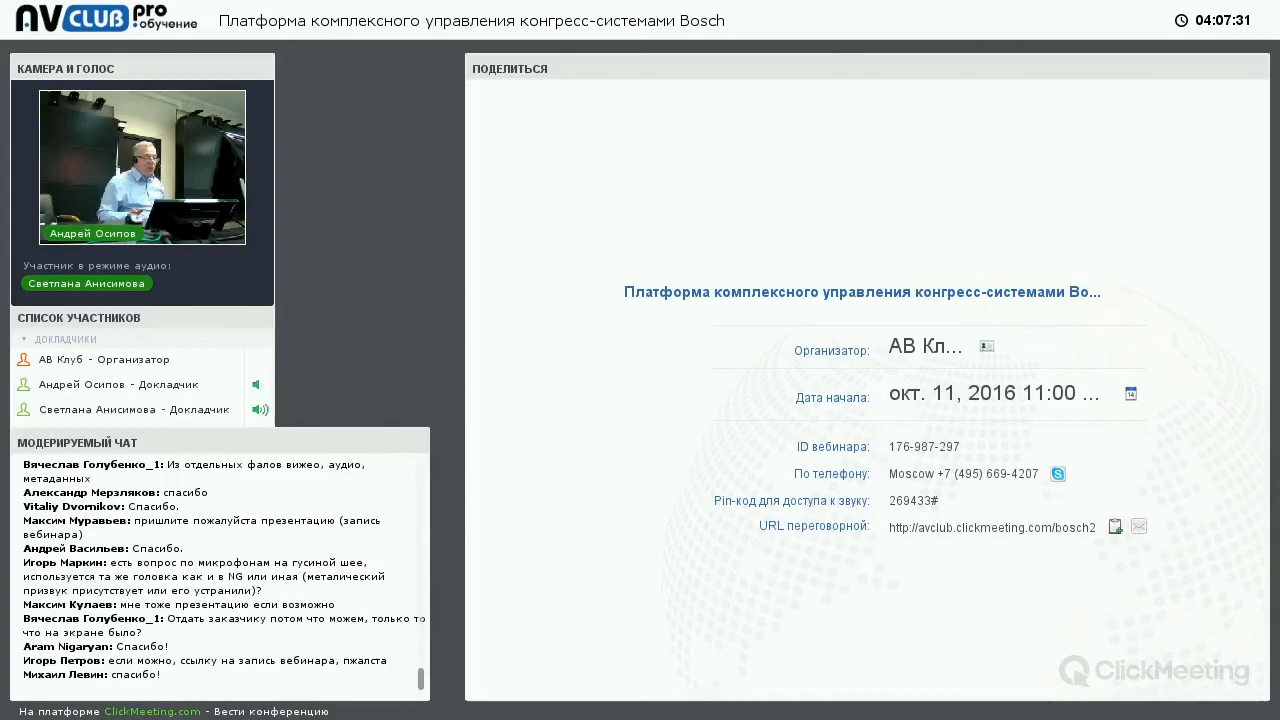 AVCLUB pro :обучение
Платформа комплексного управления конгресс-системами Bosch
04:07:31
КАМЕРА И ГОЛОС
Андрей Осипов
Участник в режиме аудио:
Светлана Анисимова
СПИСОК УЧАСТНИКОВ
ДОКЛАДЧИКИ
АВ Клуб - Организатор
Андрей Осипов - Докладчик
Светлана Анисимова - Докладчик
МОДЕРИРУЕМЫЙ ЧАТ
Вячеслав Голубенко_1: Из отдельных фалов вижео, аудио,
метаданных
Александр Мерзляков: спасибо
Vitaliy Dvornikov: Спасибо.
Максим Муравьев: пришлите пожалуйста презентацию (запись
вебинара)
Андрей Васильев: Спасибо.
Игорь Маркин: есть вопрос по микрофонам на гусиной шее,
используется та же головка как и в NG или иная (металический
призвук присутствует или его устранили)?
Максим Кулаев: мне тоже презентацию если возможно
Вячеслав Голубенко_1: Отдать заказчику потом что можем, только то
что на экране было?
Aram Nigaryan: Спасибо!
Игорь Петров: если можно, ссылку на запись вебинара, пжалста
Михаил Левин: спасибо!
На платформе ClickMeeting.com - Вести конференцию
ПОДЕЛИТЬСЯ
Платформа комплексного управления конгресс-системами Bo...
Организатор: АВ Кл...
Дата начала: окт. 11, 2016 11:00 ...
ID вебинара: 176-987-297
По телефону: Moscow +7 (495) 669-4207
Pin-код для доступа к звуку: 269433#
URL переговорной: http://avclub.clickmeeting.com/bosch2
ClickMeeting